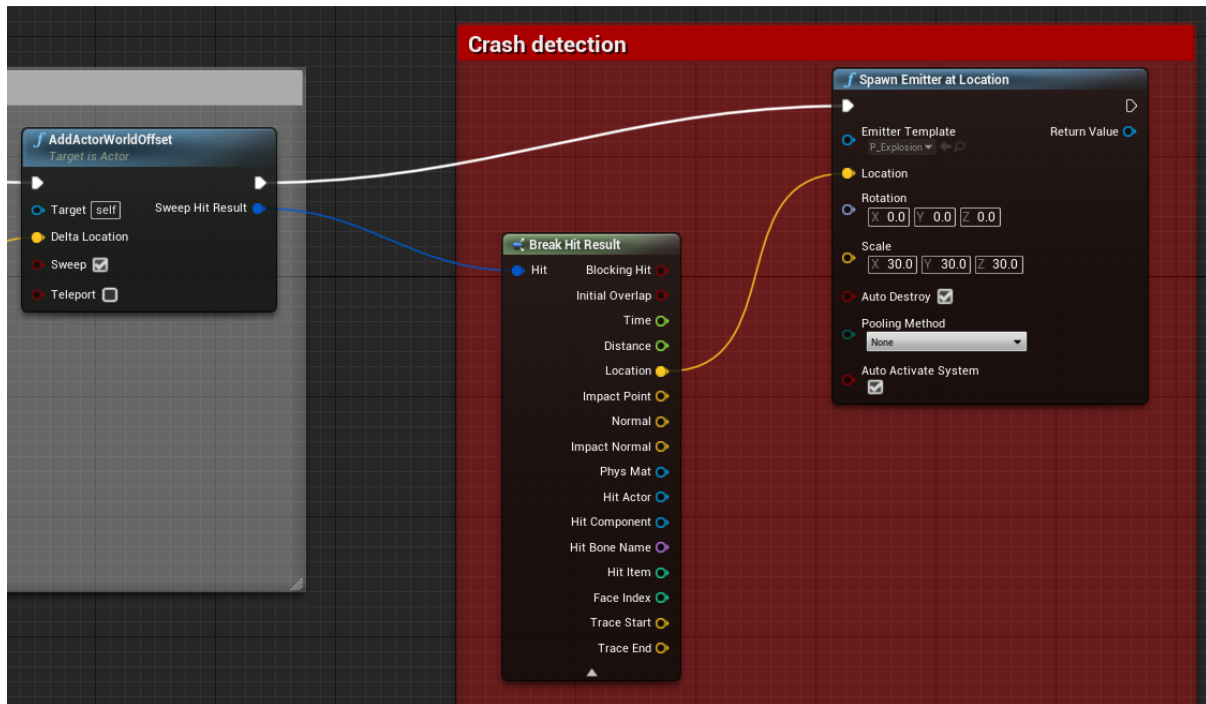 Crash detection
AddActorWorldOffset
Target is Actor
Target self
Sweep Hit Result
Delta Location
Sweep
Teleport
Break Hit Result
Hit
Blocking Hit
Initial Overlap
Time
Distance
Location
Impact Point
Normal
Impact Normal
Phys Mat
Hit Actor
Hit Component
Hit Bone Name
Hit Item
Face Index
Trace Start
Trace End
f Spawn Emitter at Location
Emitter Template
Return Value
P_Explosion
Location
Rotation
X 0.0 Y 0.0 Z 0.0
Scale
X 30.0 Y 30.0 Z 30.0
Auto Destroy
Pooling Method
None
Auto Activate System